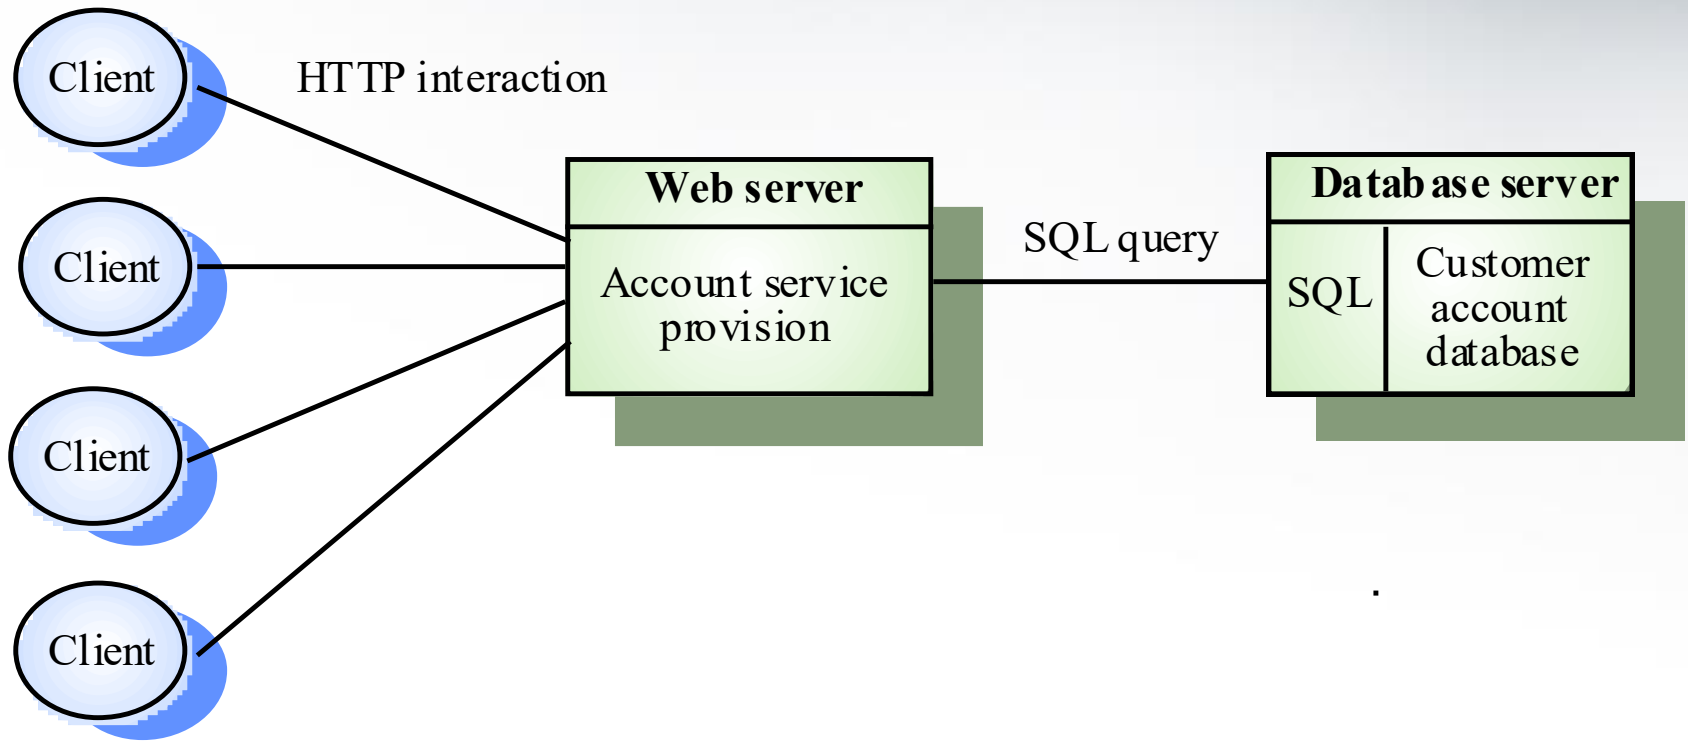 Client
HTTP interaction
Client
Client
Client
Web server
Account service
provision
SQL query
Database server
SQL
Customer
account
database
.